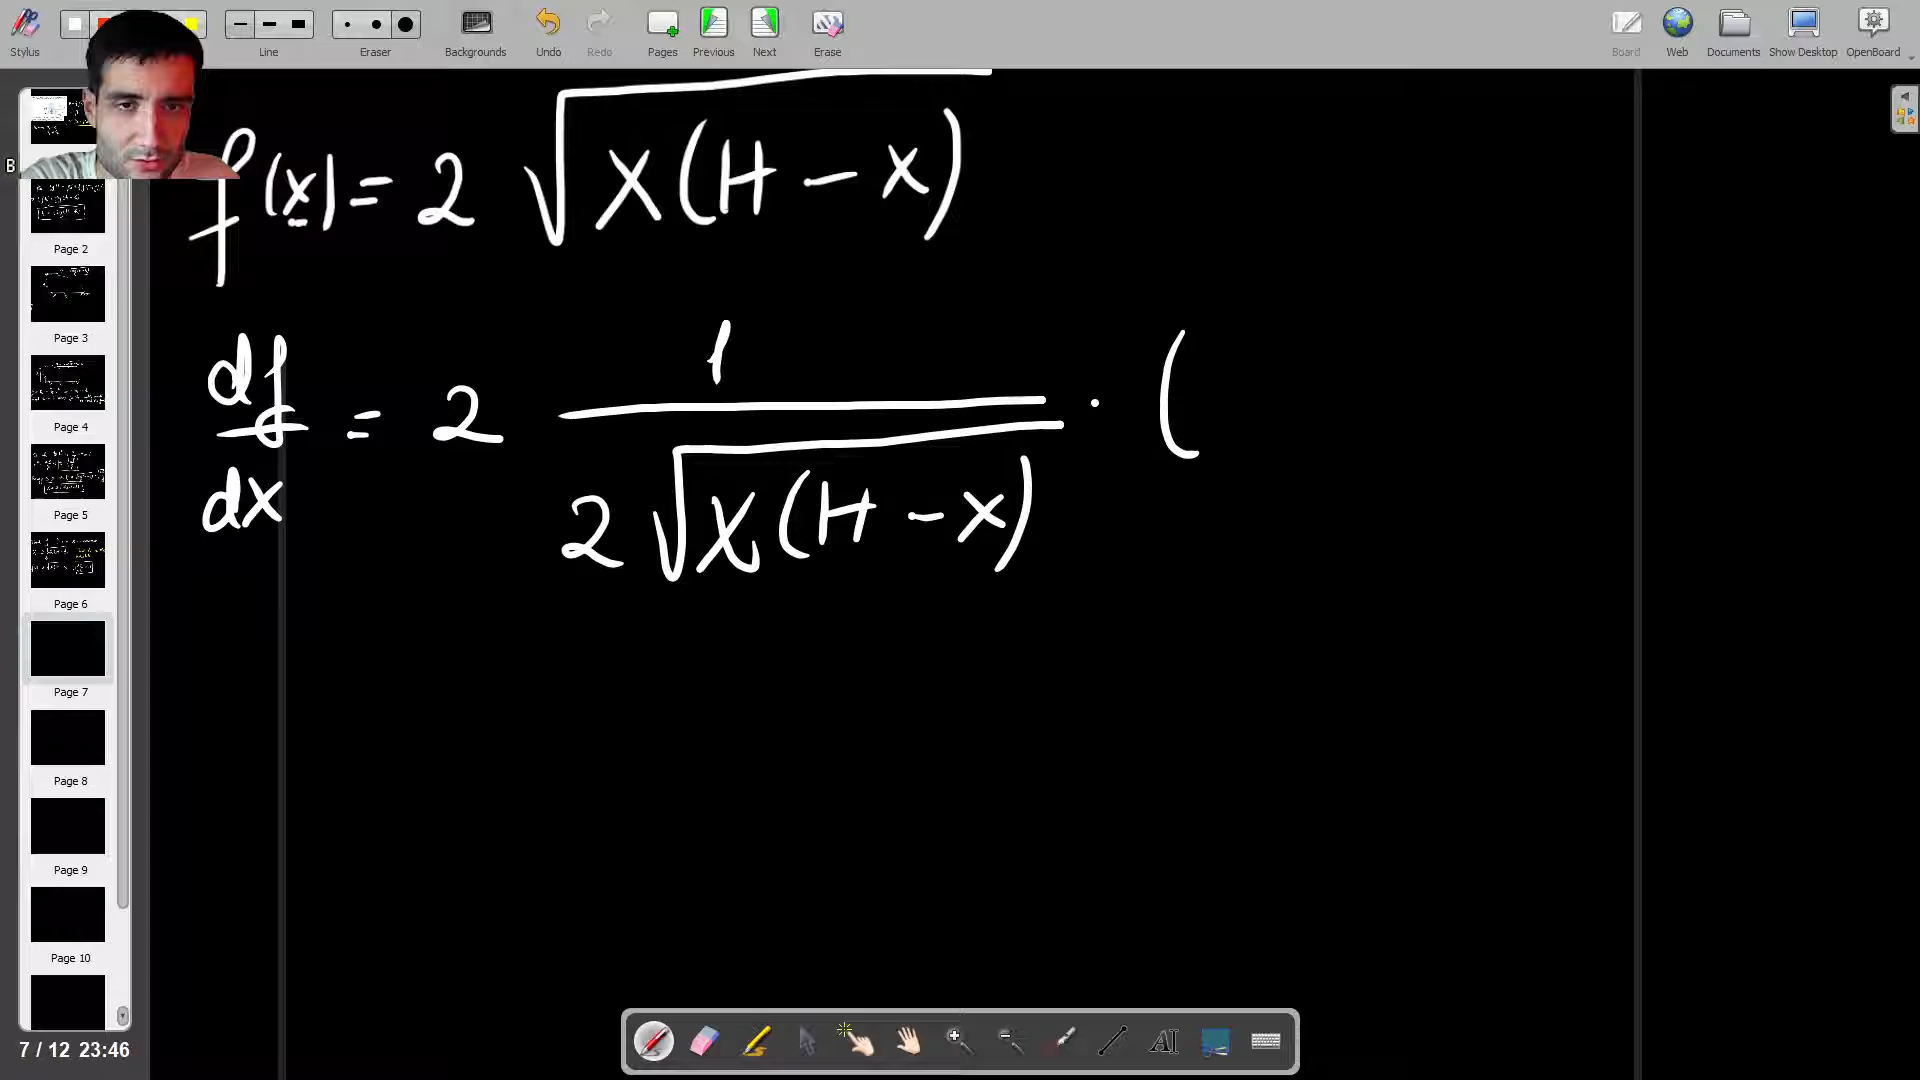 Stylus Line Eraser Backgrounds Undo Redo Pages Previous Next Erase Board Web Documents Show Desktop OpenBoard
B
f(x) = 2 √x(H - x)
df/dx = 2 1/(2√x(H - x)) · (
Page 2
Page 3
Page 4
Page 5
Page 6
Page 7
Page 8
Page 9
Page 10
7 / 12 23:46
AI